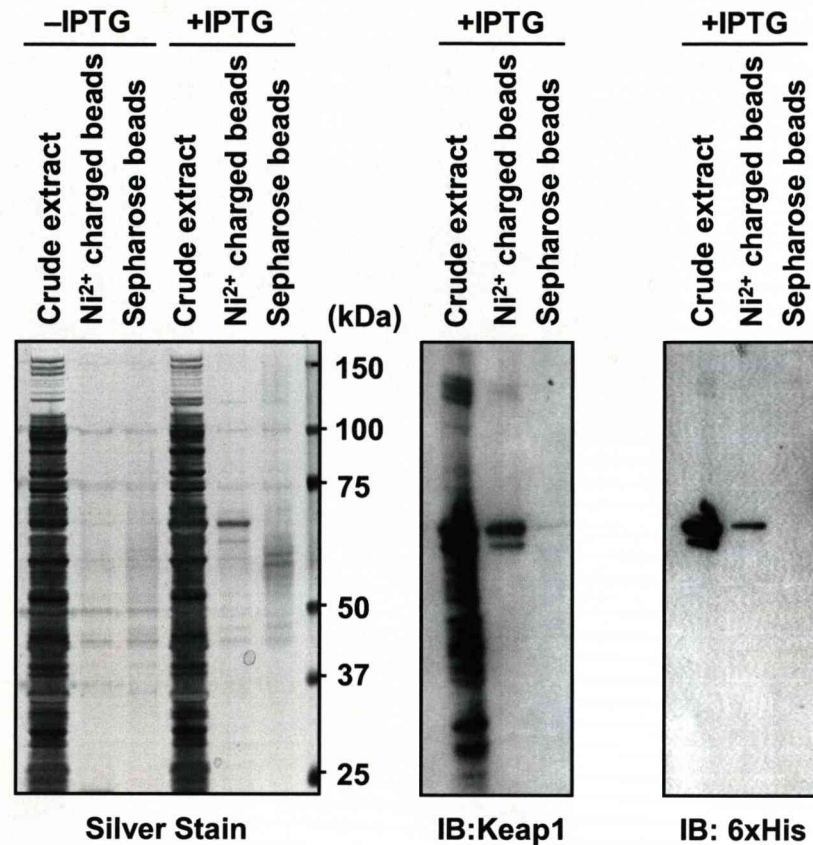 –IPTG +IPTG +IPTG +IPTG
Crude extract
Ni²⁺ charged beads
Sepharose beads
Crude extract
Ni²⁺ charged beads
Sepharose beads
(kDa)
Crude extract
Ni²⁺ charged beads
Sepharose beads
Crude extract
Ni²⁺ charged beads
Sepharose beads
150
100
75
50
37
25
Silver Stain IB:Keap1 IB: 6xHis